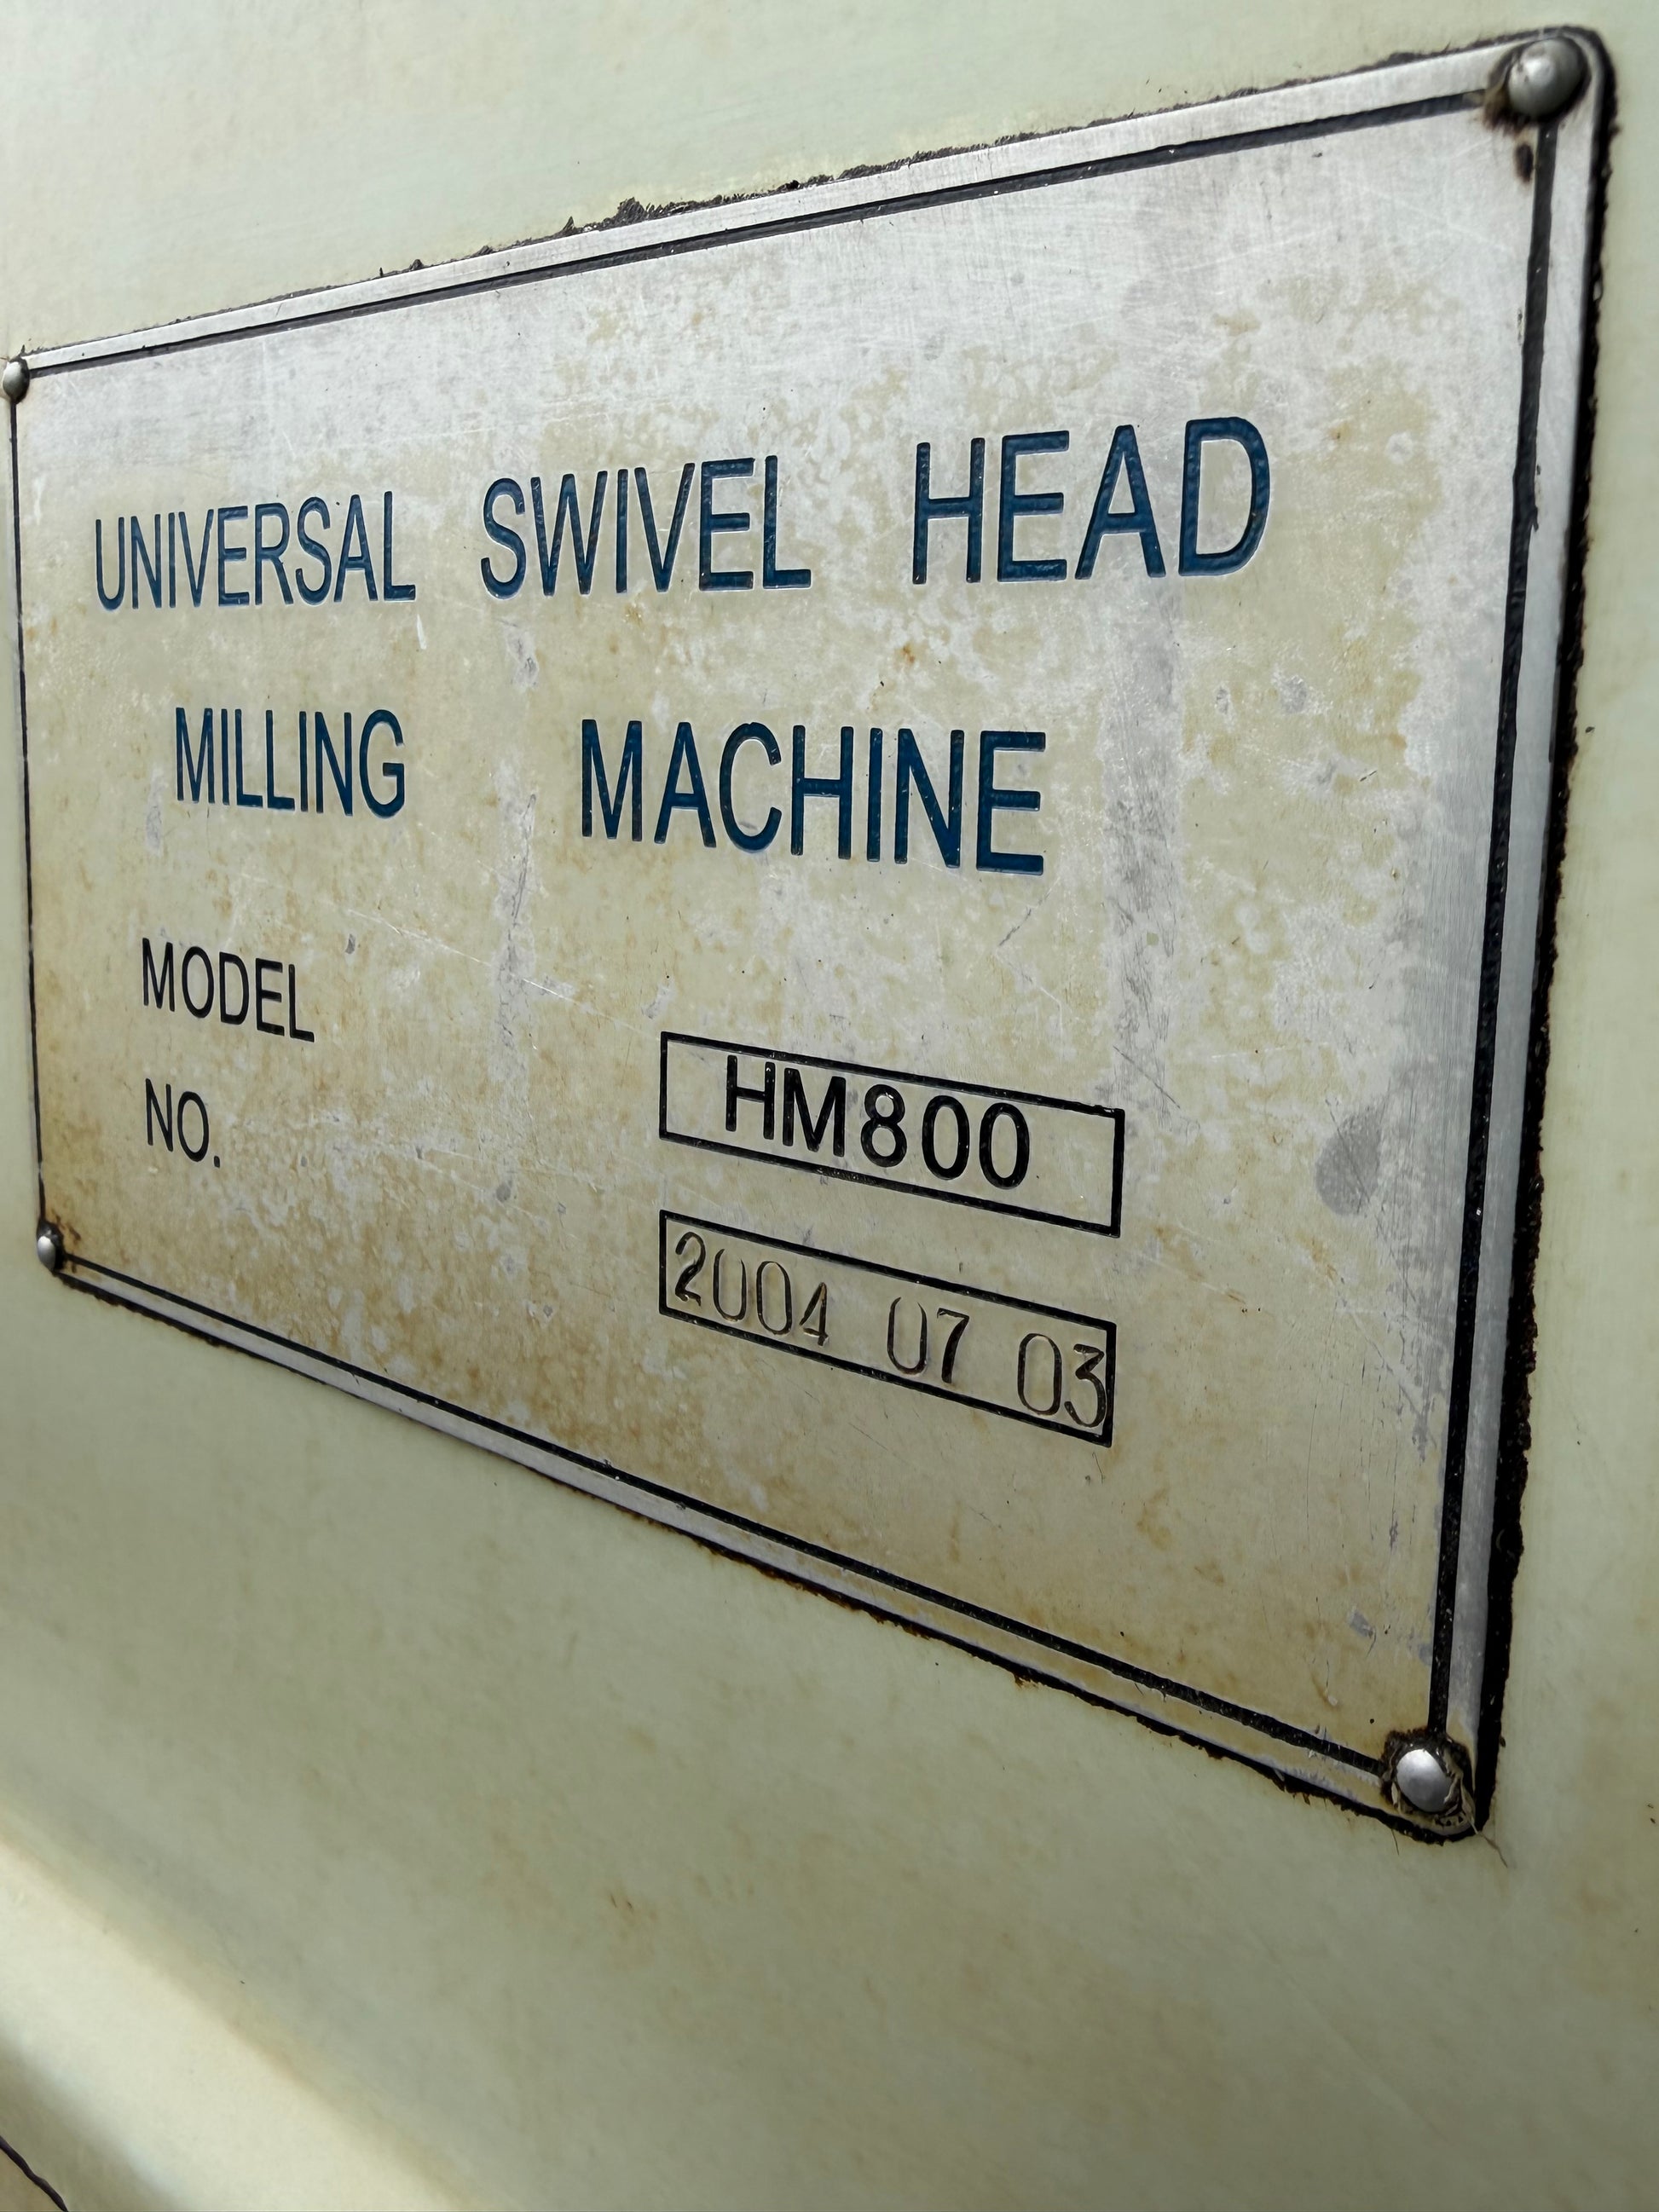 UNIVERSAL SWIVEL HEAD
MILLING MACHINE
MODEL HM800
NO. 2004 07 03